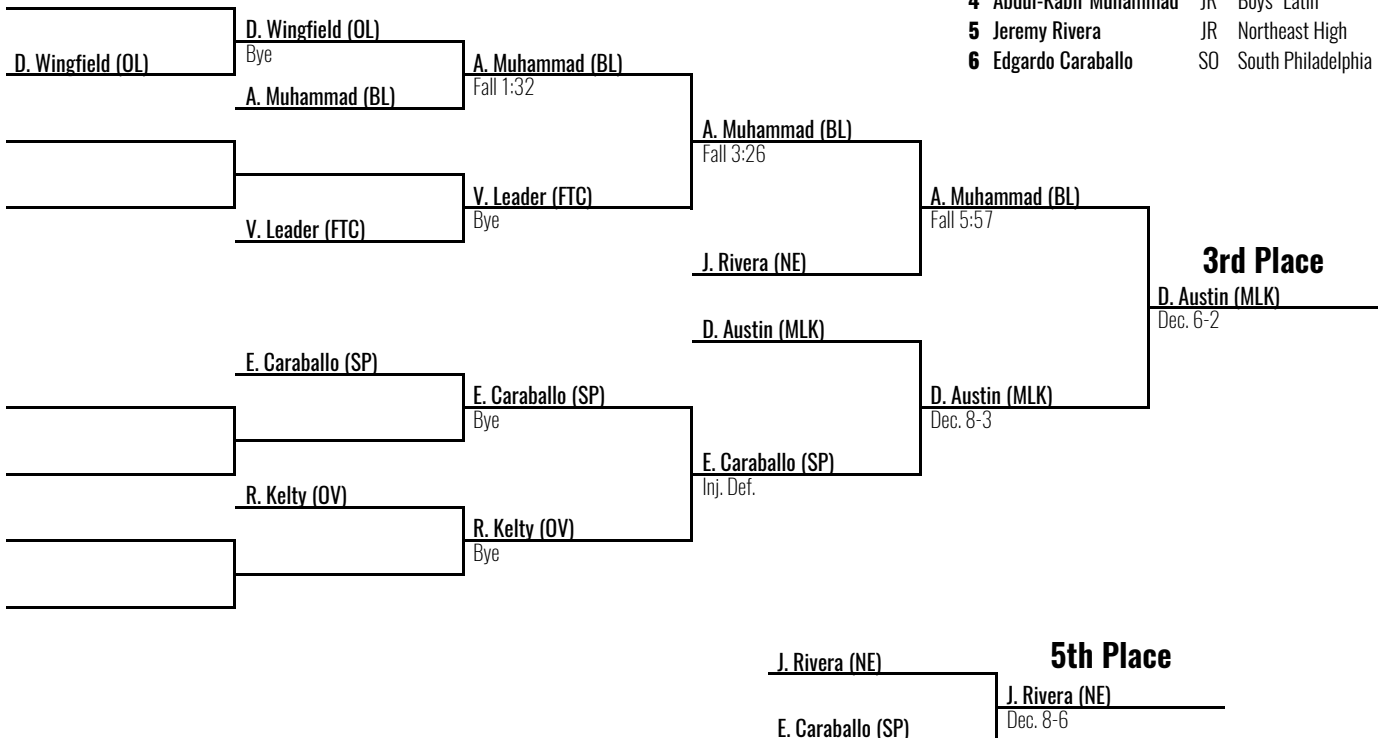 4 Abdul-Rabir Muhammad JR Boys' Latin
D. Wingfield (OL)
5 Jeremy Rivera JR Northeast High
Bye
D. Wingfield (OL)
A. Muhammad (BL)
6 Edgardo Caraballo SO South Philadelphia
Fall 1:32
A. Muhammad (BL)
A. Muhammad (BL)
Fall 3:26
V. Leader (FTC)
A. Muhammad (BL)
Bye
Fall 5:57
V. Leader (FTC)
J. Rivera (NE)
3rd Place
D. Austin (MLK)
Dec. 6-2
D. Austin (MLK)
E. Caraballo (SP)
E. Caraballo (SP)
D. Austin (MLK)
Bye
Dec. 8-3
E. Caraballo (SP)
Inj. Def.
R. Kelty (OV)
R. Kelty (OV)
Bye
5th Place
J. Rivera (NE)
J. Rivera (NE)
Dec. 8-6
E. Caraballo (SP)